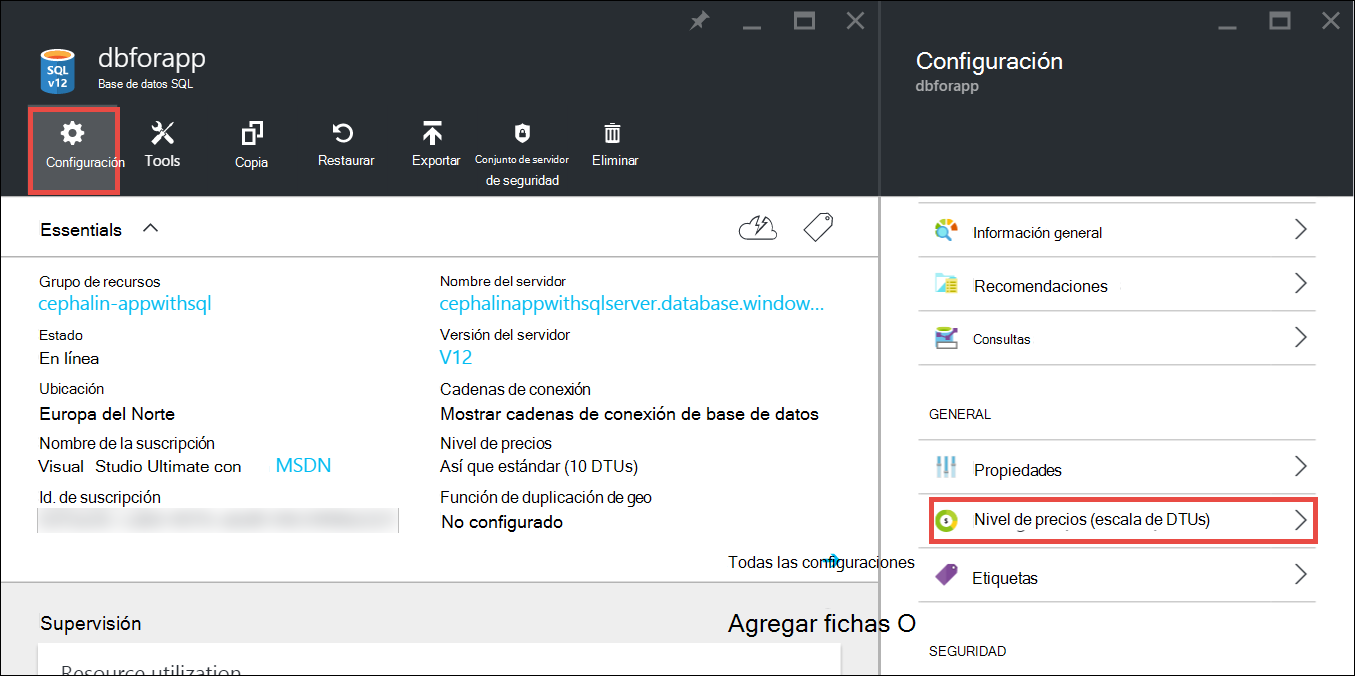 dbforapp
SQL
v12
Base de datos SQL
Configuración
Tools
Copia
Restaurar
Exportar
Conjunto de servidor
de seguridad
Eliminar
Essentials
Grupo de recursos
cephalin-appwithsql
Estado
En línea
Ubicación
Europa del Norte
Nombre de la suscripción
Visual Studio Ultimate con MSDN
Id. de suscripción
Nombre del servidor
cephalinappwithsqlserver.database.window...
Versión del servidor
V12
Cadenas de conexión
Mostrar cadenas de conexión de base de datos
Nivel de precios
Así que estándar (10 DTUs)
Función de duplicación de geo
No configurado
Todas las configuraciones
Supervisión
Agregar fichas O
Resource utilization
Configuración
dbforapp
Información general
Recomendaciones
Consultas
GENERAL
Propiedades
Nivel de precios (escala de DTUs)
Etiquetas
SEGURIDAD